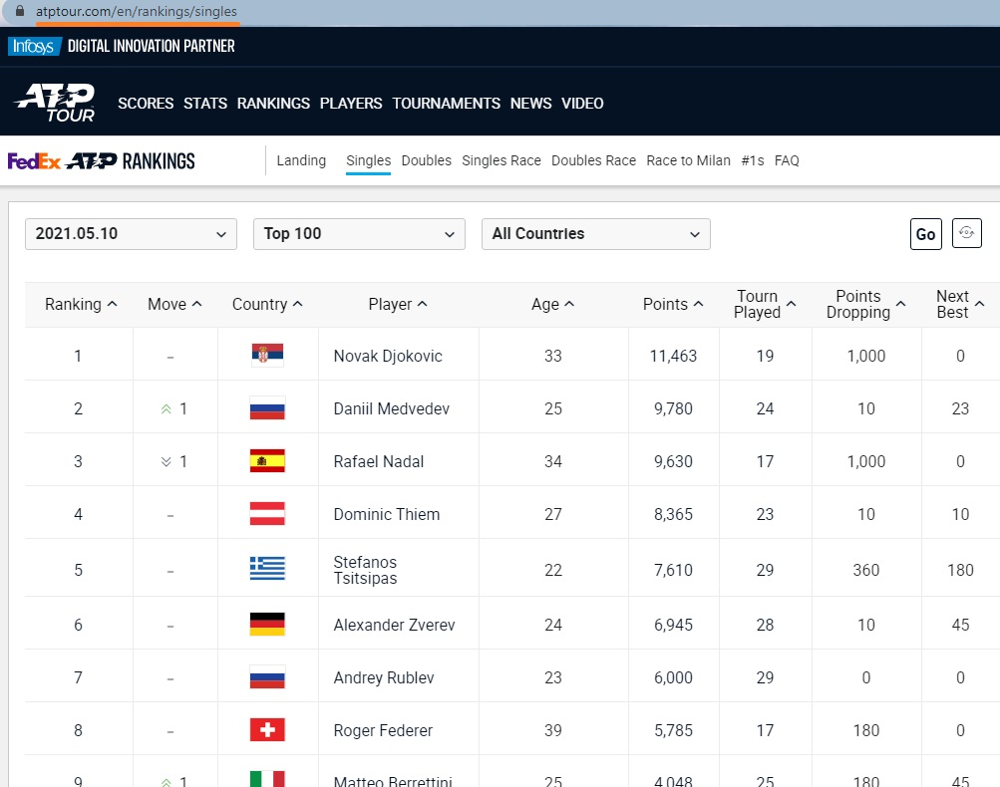 atptour.com/en/rankings/singles
Infosys DIGITAL INNOVATION PARTNER
ATP TOUR SCORES STATS RANKINGS PLAYERS TOURNAMENTS NEWS VIDEO
FedEx ATP RANKINGS Landing Singles Doubles Singles Race Doubles Race Race to Milan #1s FAQ
2021.05.10 Top 100 All Countries Go
Ranking Move Country Player Age Points Tourn Played Points Dropping Next Best
1 – Novak Djokovic 33 11,463 19 1,000 0
2 1 Daniil Medvedev 25 9,780 24 10 23
3 1 Rafael Nadal 34 9,630 17 1,000 0
4 – Dominic Thiem 27 8,365 23 10 10
5 – Stefanos Tsitsipas 22 7,610 29 360 180
6 – Alexander Zverev 24 6,945 28 10 45
7 – Andrey Rublev 23 6,000 29 0 0
8 – Roger Federer 39 5,785 17 180 0
9 1 Matteo Berrettini 25 4,048 25 180 45